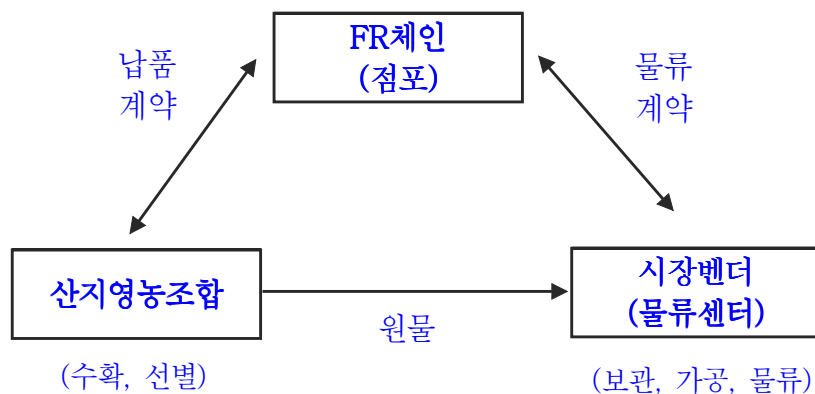 FR체인
(점포)
납품
계약
물류
계약
산지영농조합
시장벤더
(물류센터)
원물
(수확, 선별)
(보관, 가공, 물류)